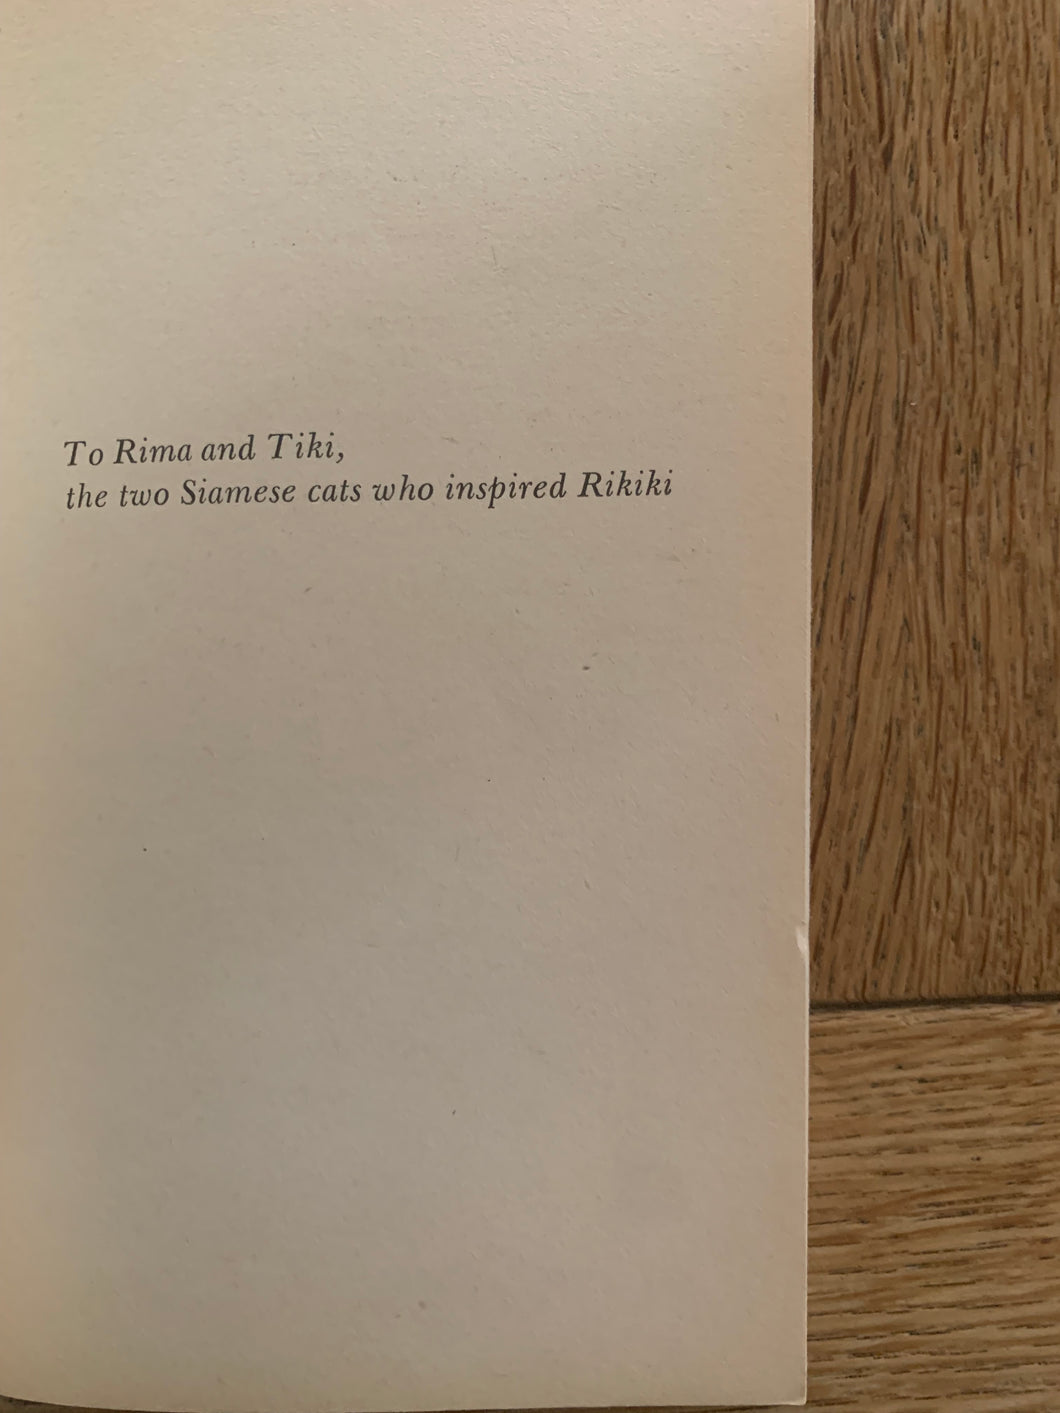 To Rima and Tiki,
the two Siamese cats who inspired Rikiki